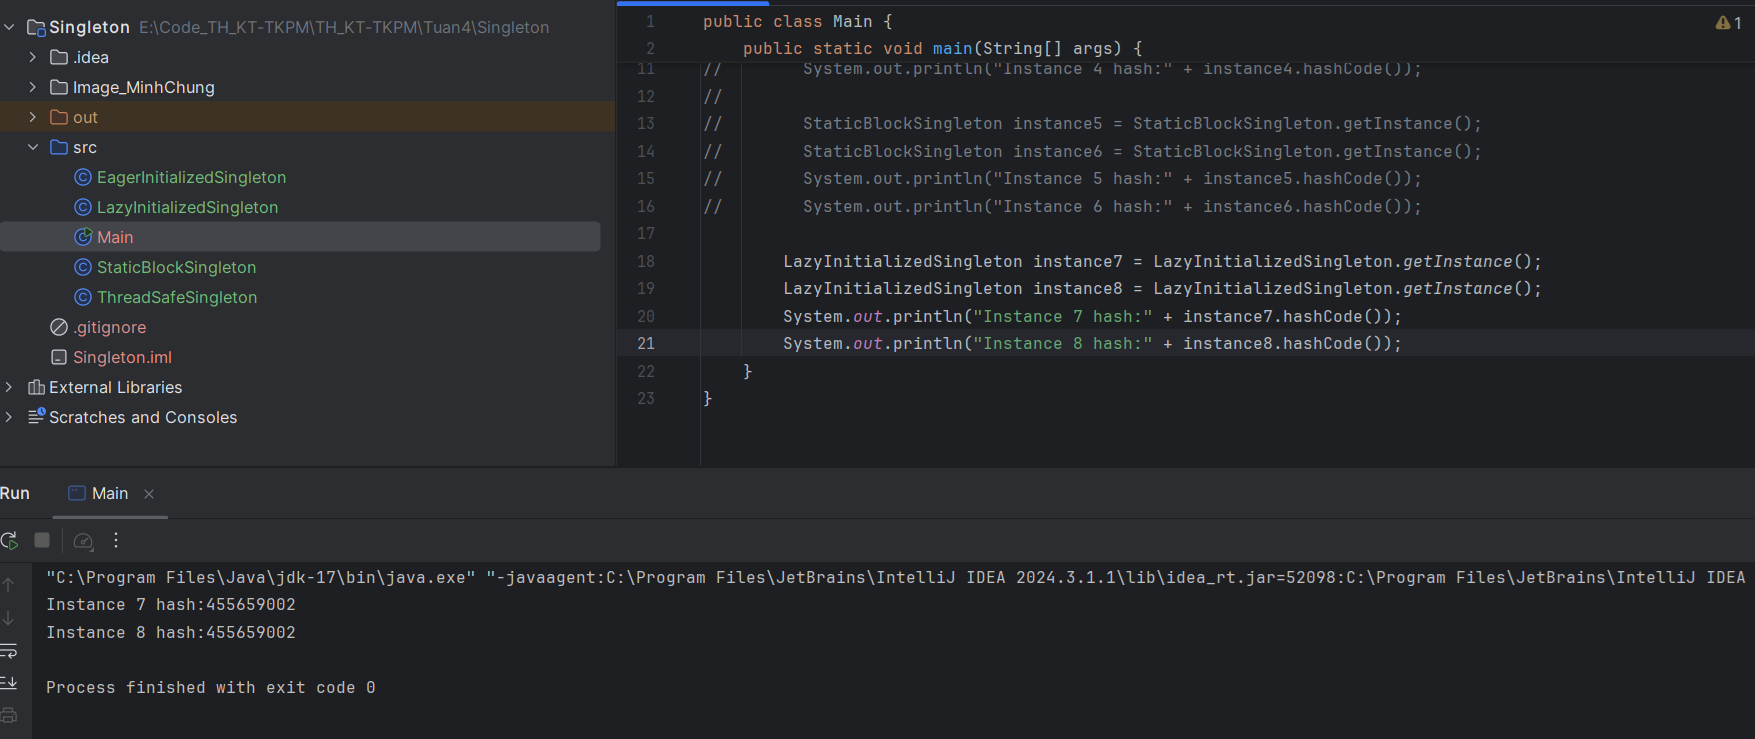 Singleton E:\Code_TH_KT-TKPM\TH_KT-TKPM\Tuan4\Singleton
.idea
Image_MinhChung
out
src
EagerInitializedSingleton
LazyInitializedSingleton
Main
StaticBlockSingleton
ThreadSafeSingleton
.gitignore
Singleton.iml
External Libraries
Scratches and Consoles
1 public class Main {
1
2 public static void main(String[] args) {
11 // System.out.println("Instance 4 hash:" + instance4.hashCode());
12 //
13 // StaticBlockSingleton instance5 = StaticBlockSingleton.getInstance();
14 // StaticBlockSingleton instance6 = StaticBlockSingleton.getInstance();
15 // System.out.println("Instance 5 hash:" + instance5.hashCode());
16 // System.out.println("Instance 6 hash:" + instance6.hashCode());
17
18 LazyInitializedSingleton instance7 = LazyInitializedSingleton.getInstance();
19 LazyInitializedSingleton instance8 = LazyInitializedSingleton.getInstance();
20 System.out.println("Instance 7 hash:" + instance7.hashCode());
21 System.out.println("Instance 8 hash:" + instance8.hashCode());
22 }
23 }
Run Main
"C:\Program Files\Java\jdk-17\bin\java.exe" "-javaagent:C:\Program Files\JetBrains\IntelliJ IDEA 2024.3.1.1\lib\idea_rt.jar=52098:C:\Program Files\JetBrains\IntelliJ IDEA
Instance 7 hash:455659002
Instance 8 hash:455659002
Process finished with exit code 0